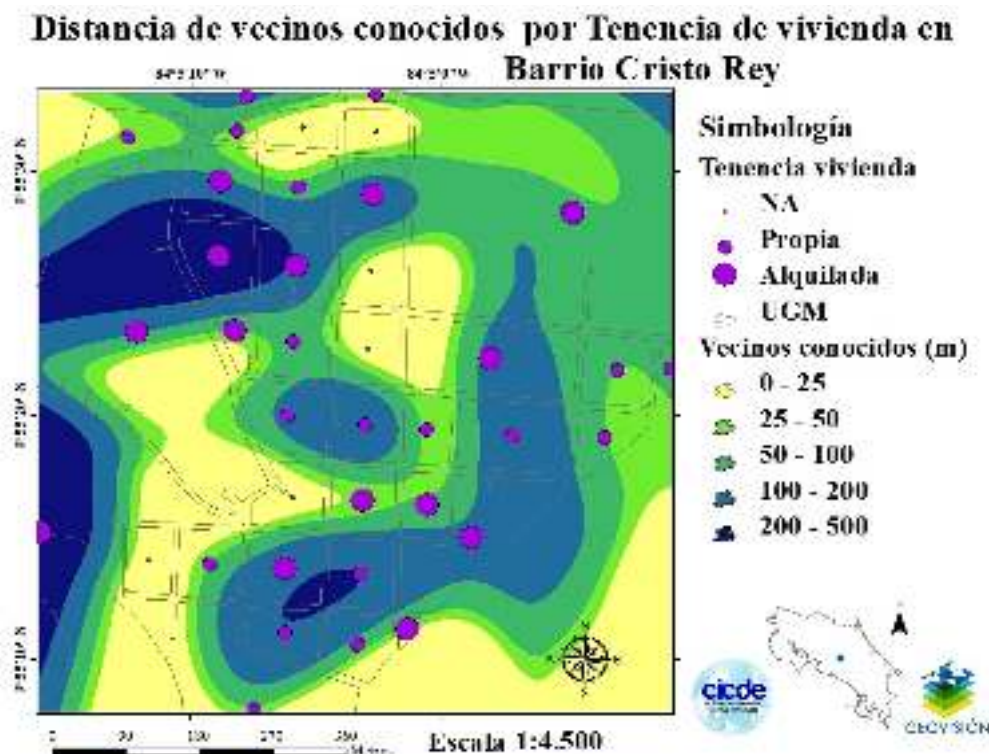 Distancia de vecinos conocidos por Tenencia de vivienda en
Barrio Cristo Rey
Simbología
Tenencia vivienda
NA
Propia
Alquilada
UGM
Vecinos conocidos (m)
0 - 25
25 - 50
50 - 100
100 - 200
200 - 500
cicde
GEOVISIÓN
0
Escala 1:4.500